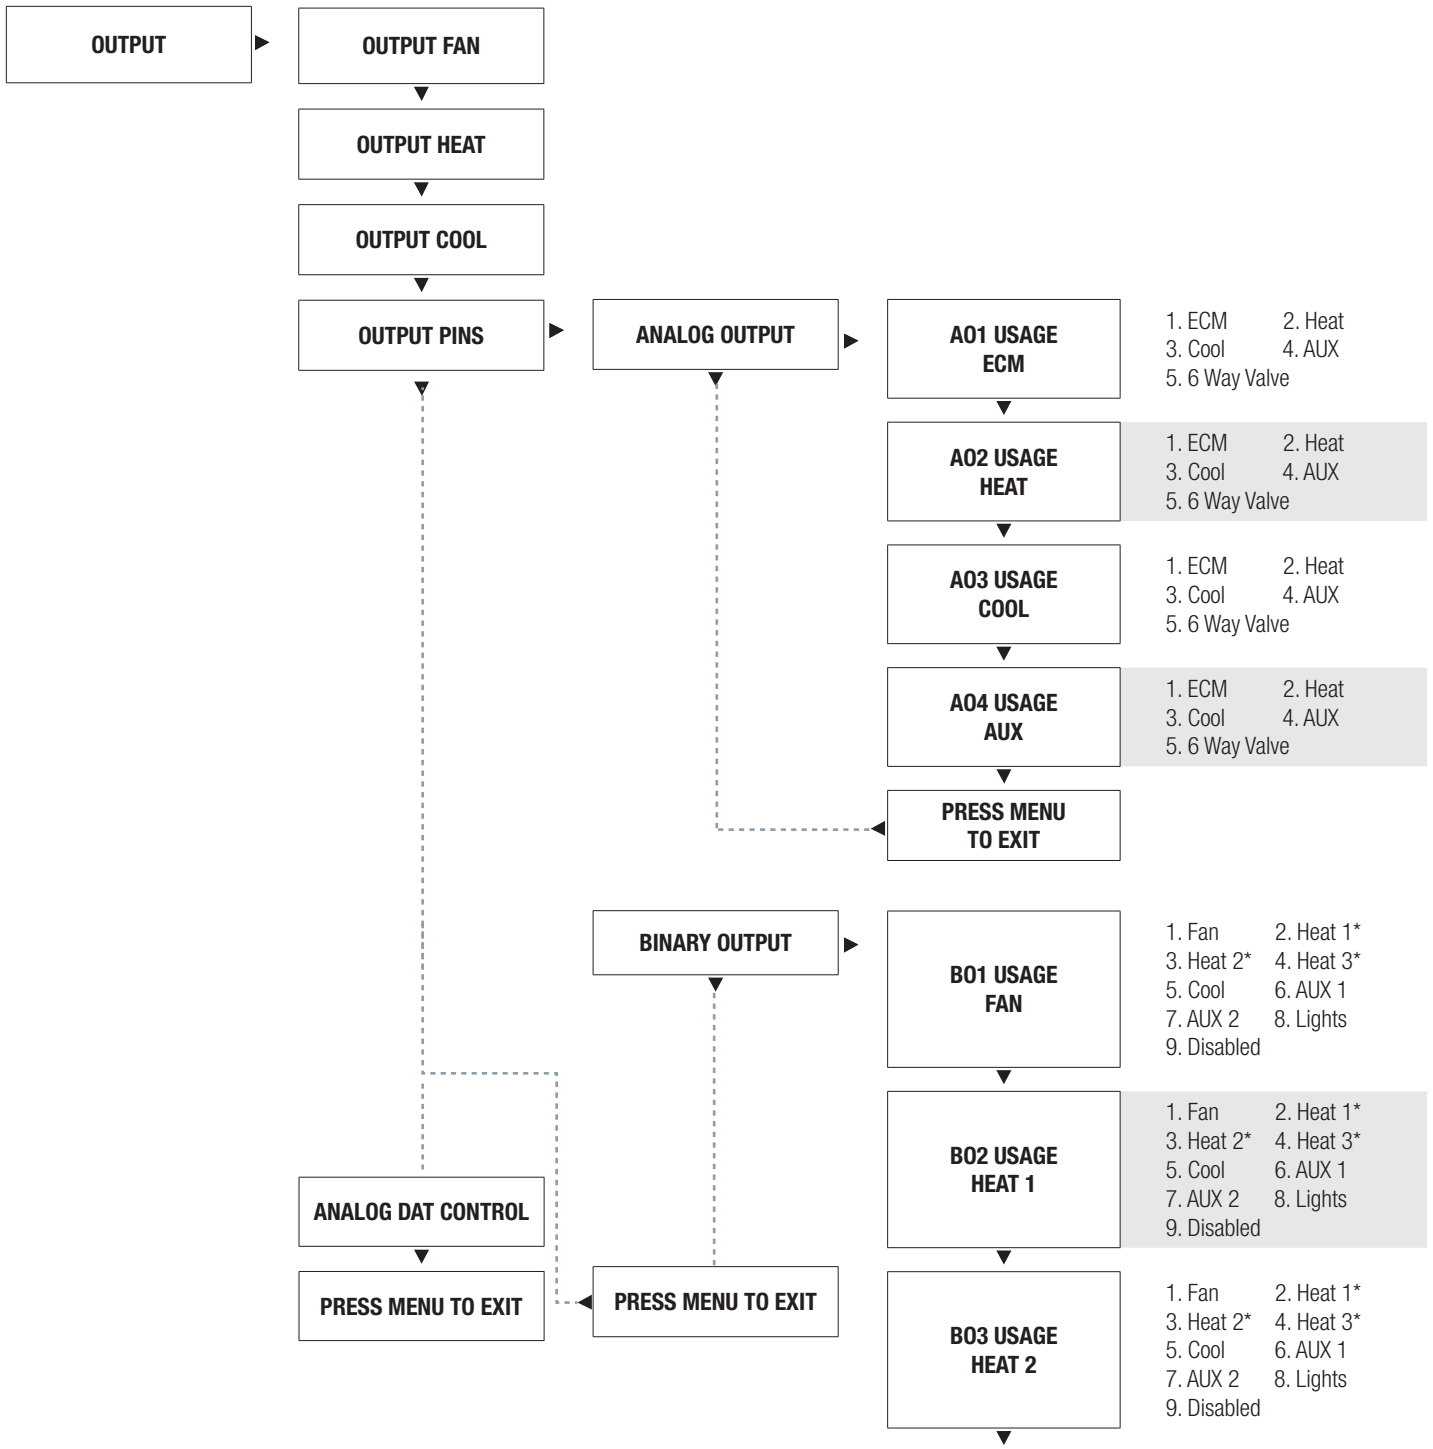 OUTPUT
OUTPUT FAN
OUTPUT HEAT
OUTPUT COOL
OUTPUT PINS
ANALOG OUTPUT
AO1 USAGE
ECM
1. ECM 2. Heat
3. Cool 4. AUX
5. 6 Way Valve
AO2 USAGE
HEAT
1. ECM 2. Heat
3. Cool 4. AUX
5. 6 Way Valve
AO3 USAGE
COOL
1. ECM 2. Heat
3. Cool 4. AUX
5. 6 Way Valve
AO4 USAGE
AUX
1. ECM 2. Heat
3. Cool 4. AUX
5. 6 Way Valve
PRESS MENU
TO EXIT
BINARY OUTPUT
BO1 USAGE
FAN
1. Fan 2. Heat 1*
3. Heat 2* 4. Heat 3*
5. Cool 6. AUX 1
7. AUX 2 8. Lights
9. Disabled
BO2 USAGE
HEAT 1
1. Fan 2. Heat 1*
3. Heat 2* 4. Heat 3*
5. Cool 6. AUX 1
7. AUX 2 8. Lights
9. Disabled
ANALOG DAT CONTROL
PRESS MENU TO EXIT
PRESS MENU TO EXIT
BO3 USAGE
HEAT 2
1. Fan 2. Heat 1*
3. Heat 2* 4. Heat 3*
5. Cool 6. AUX 1
7. AUX 2 8. Lights
9. Disabled